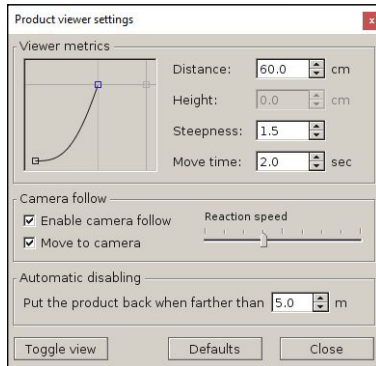 Product viewer settings
x
Viewer metrics
Distance: 60.0 cm
Height: 0.0 cm
Steepness: 1.5
Move time: 2.0 sec
Camera follow
Enable camera follow
Reaction speed
Move to camera
Automatic disabling
Put the product back when farther than 5.0 m
Toggle view Defaults Close